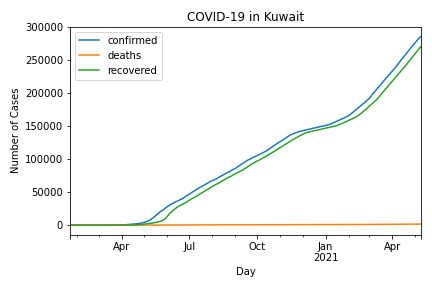 COVID-19 in Kuwait
confirmed
deaths
recovered
Number of Cases
300000
250000
200000
150000
100000
50000
0
Apr
Jul
Oct
Jan
2021
Apr
Day